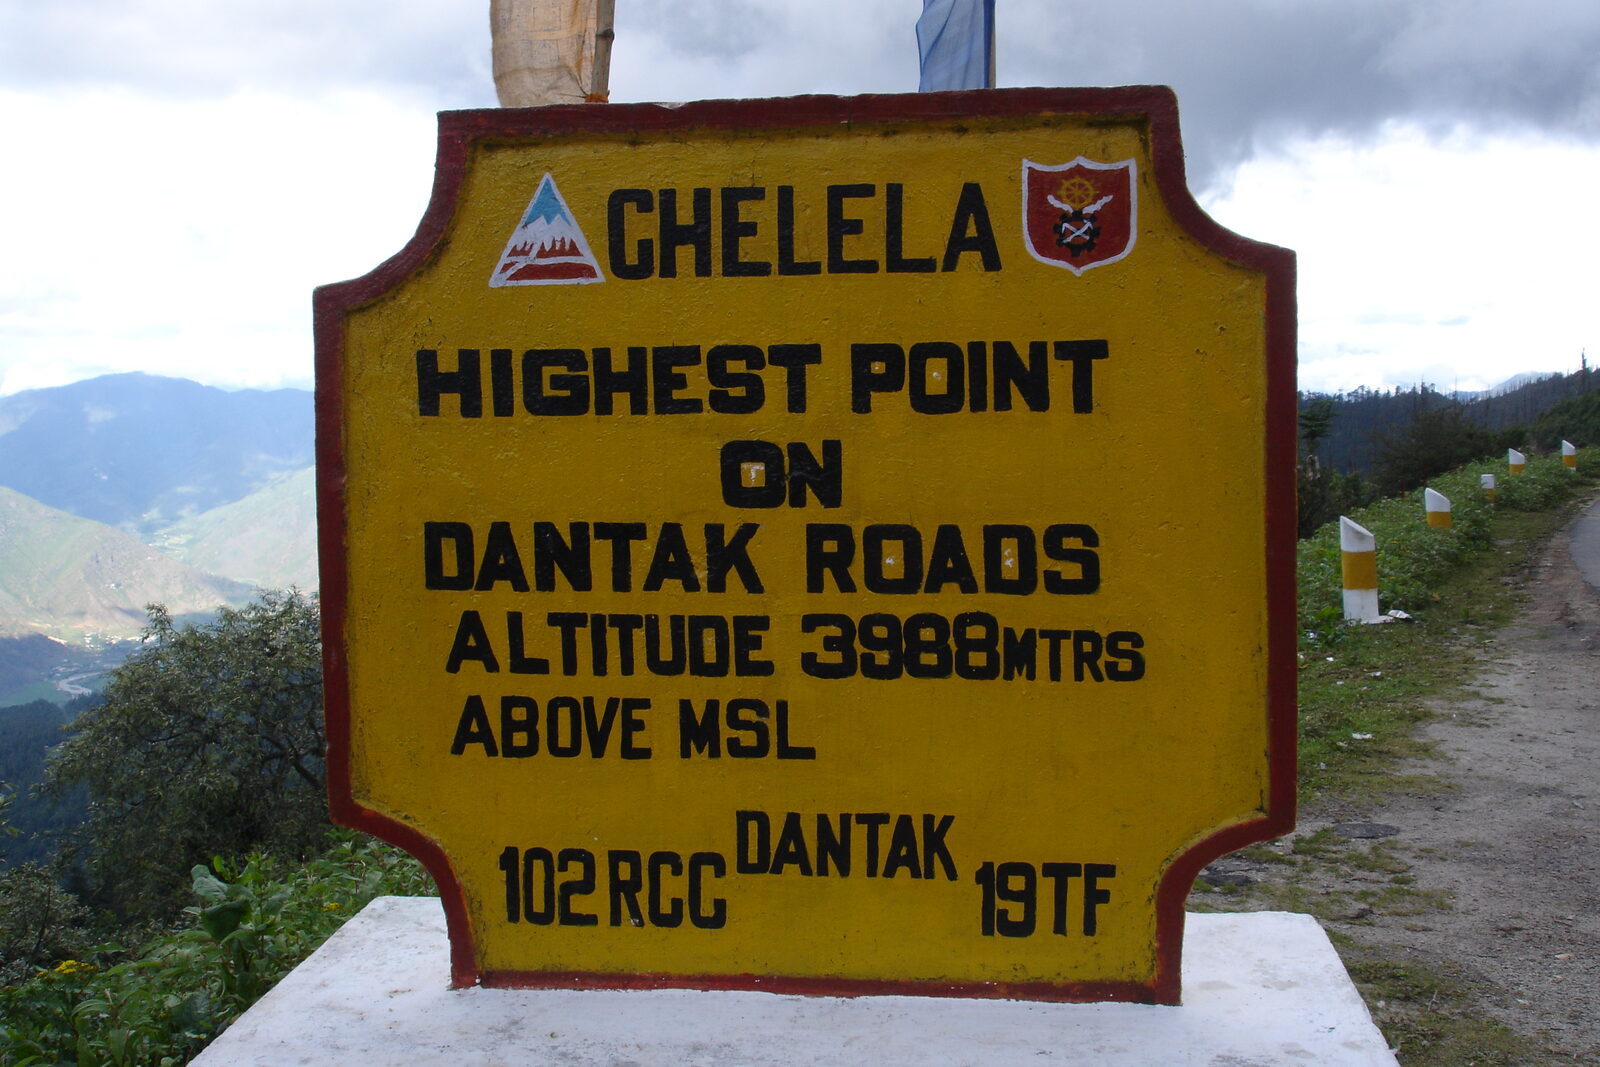 CHELELA
HIGHEST POINT
ON
DANTAK ROADS
ALTITUDE 3988MTRS
ABOVE MSL
102 RCC DANTAK 19TF